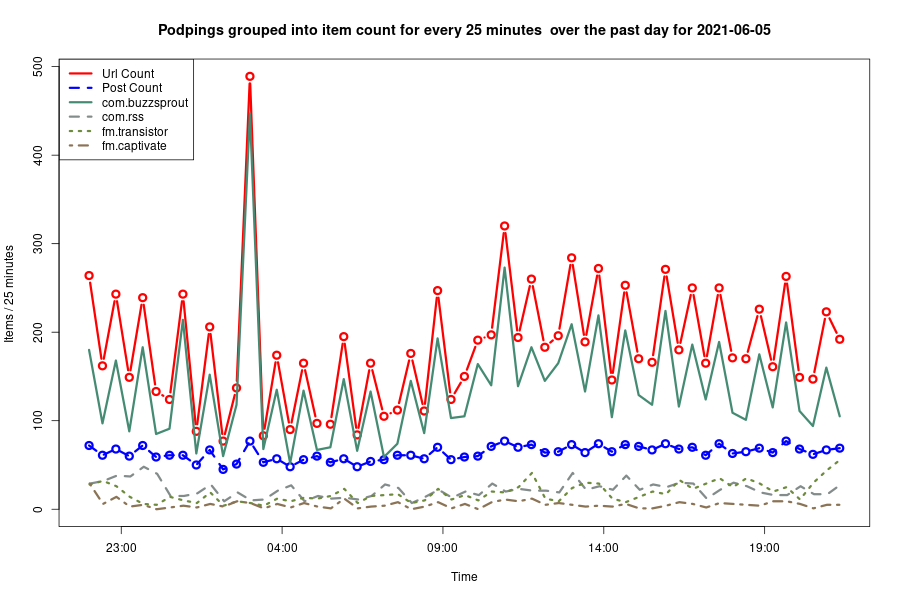 Podpings grouped into item count for every 25 minutes  over the past day for 2021-06-05
Url Count
Post Count
com.buzzsprout
com.rss
fm.transistor
fm.captivate
Items / 25 minutes
500
400
300
200
100
0
23:00
04:00
09:00
14:00
19:00
Time